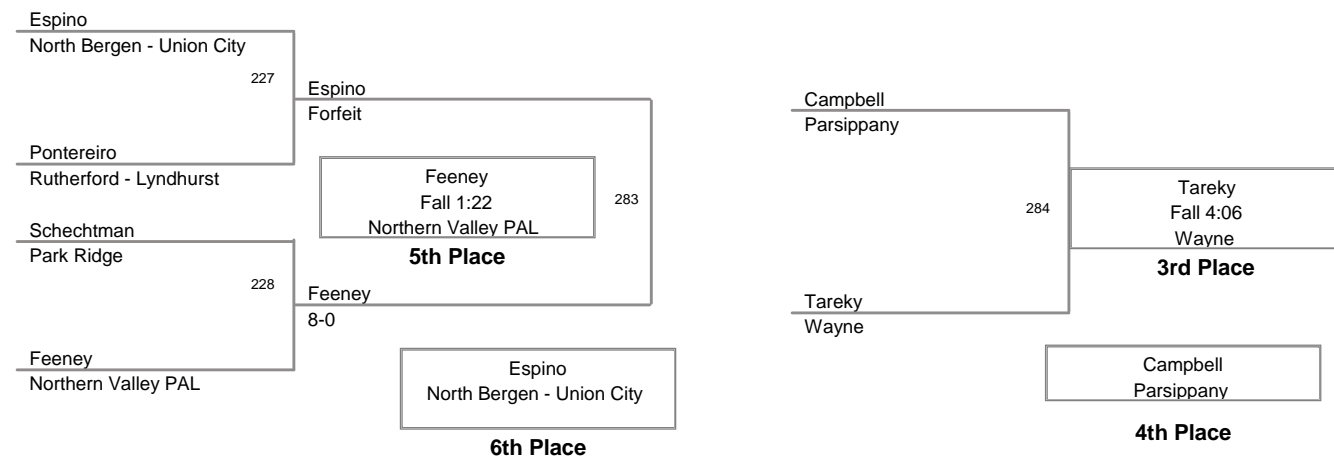 Espino
North Bergen - Union City
227
Espino
Forfeit
Pontereiro
Rutherford - Lyndhurst
Feeney
Fall 1:22
Northern Valley PAL
5th Place
283
Schechtman
Park Ridge
228
Feeney
8-0
Feeney
Northern Valley PAL
Espino
North Bergen - Union City
6th Place
Campbell
Parsippany
284
Tareky
Fall 4:06
Wayne
3rd Place
Tareky
Wayne
Campbell
Parsippany
4th Place